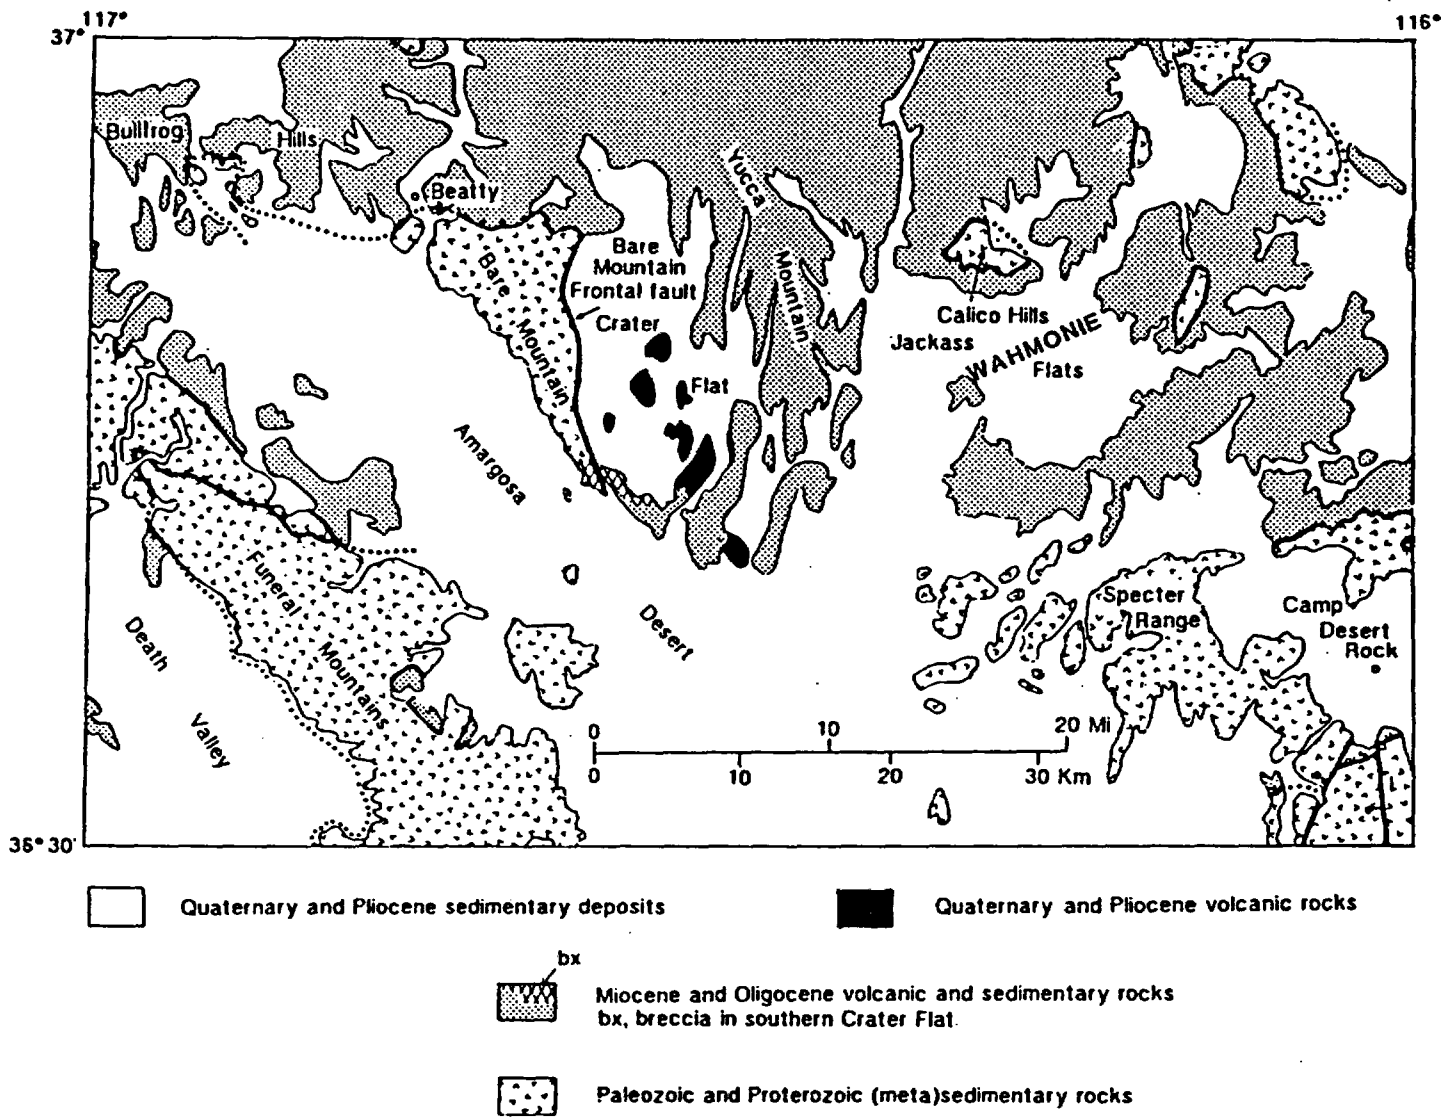 117°
116°
37°
Bullfrog
Hills
Beatty
Yucca
Mountain
Bare
Mountain
Bare
Mountain
Frontal fault
Crater
Flat
Calico Hills
Jackass
WAHMONIE
Flats
Amargosa
Desert
Funeral
Mountains
Death
Valley
Specter
Range
Camp
Desert
Rock
0 10 20 Mi
0 10 20 30 Km
36° 30'
Quaternary and Pliocene sedimentary deposits
Quaternary and Pliocene volcanic rocks
bx
Miocene and Oligocene volcanic and sedimentary rocks
bx, breccia in southern Crater Flat
Paleozoic and Proterozoic (meta)sedimentary rocks